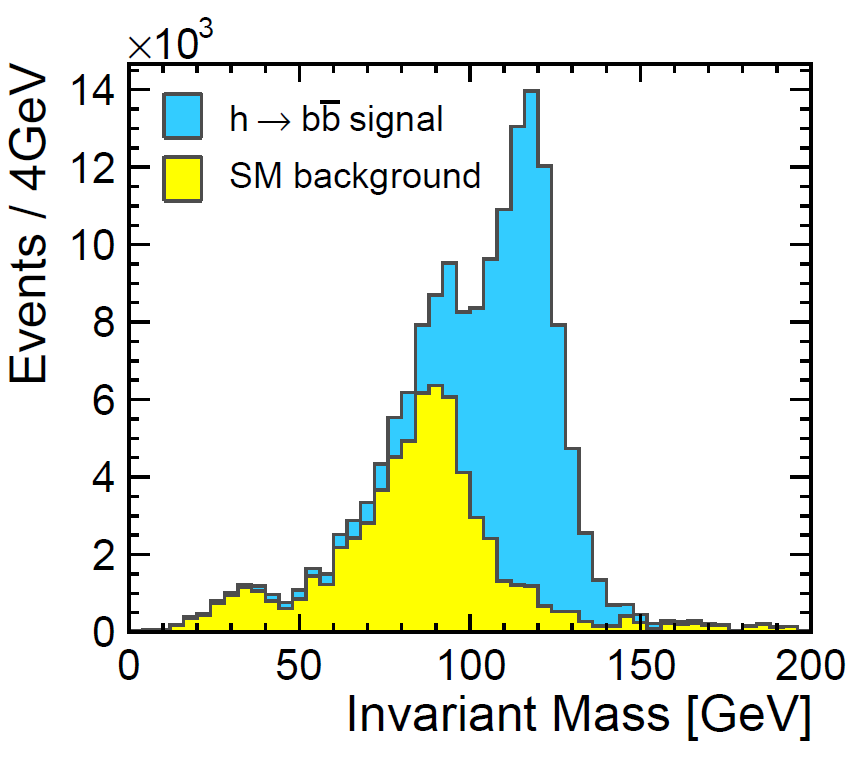 ×10³
Events / 4GeV
14
12
10
8
6
4
2
0
h → bb̅ signal
SM background
0 50 100 150 200
Invariant Mass [GeV]